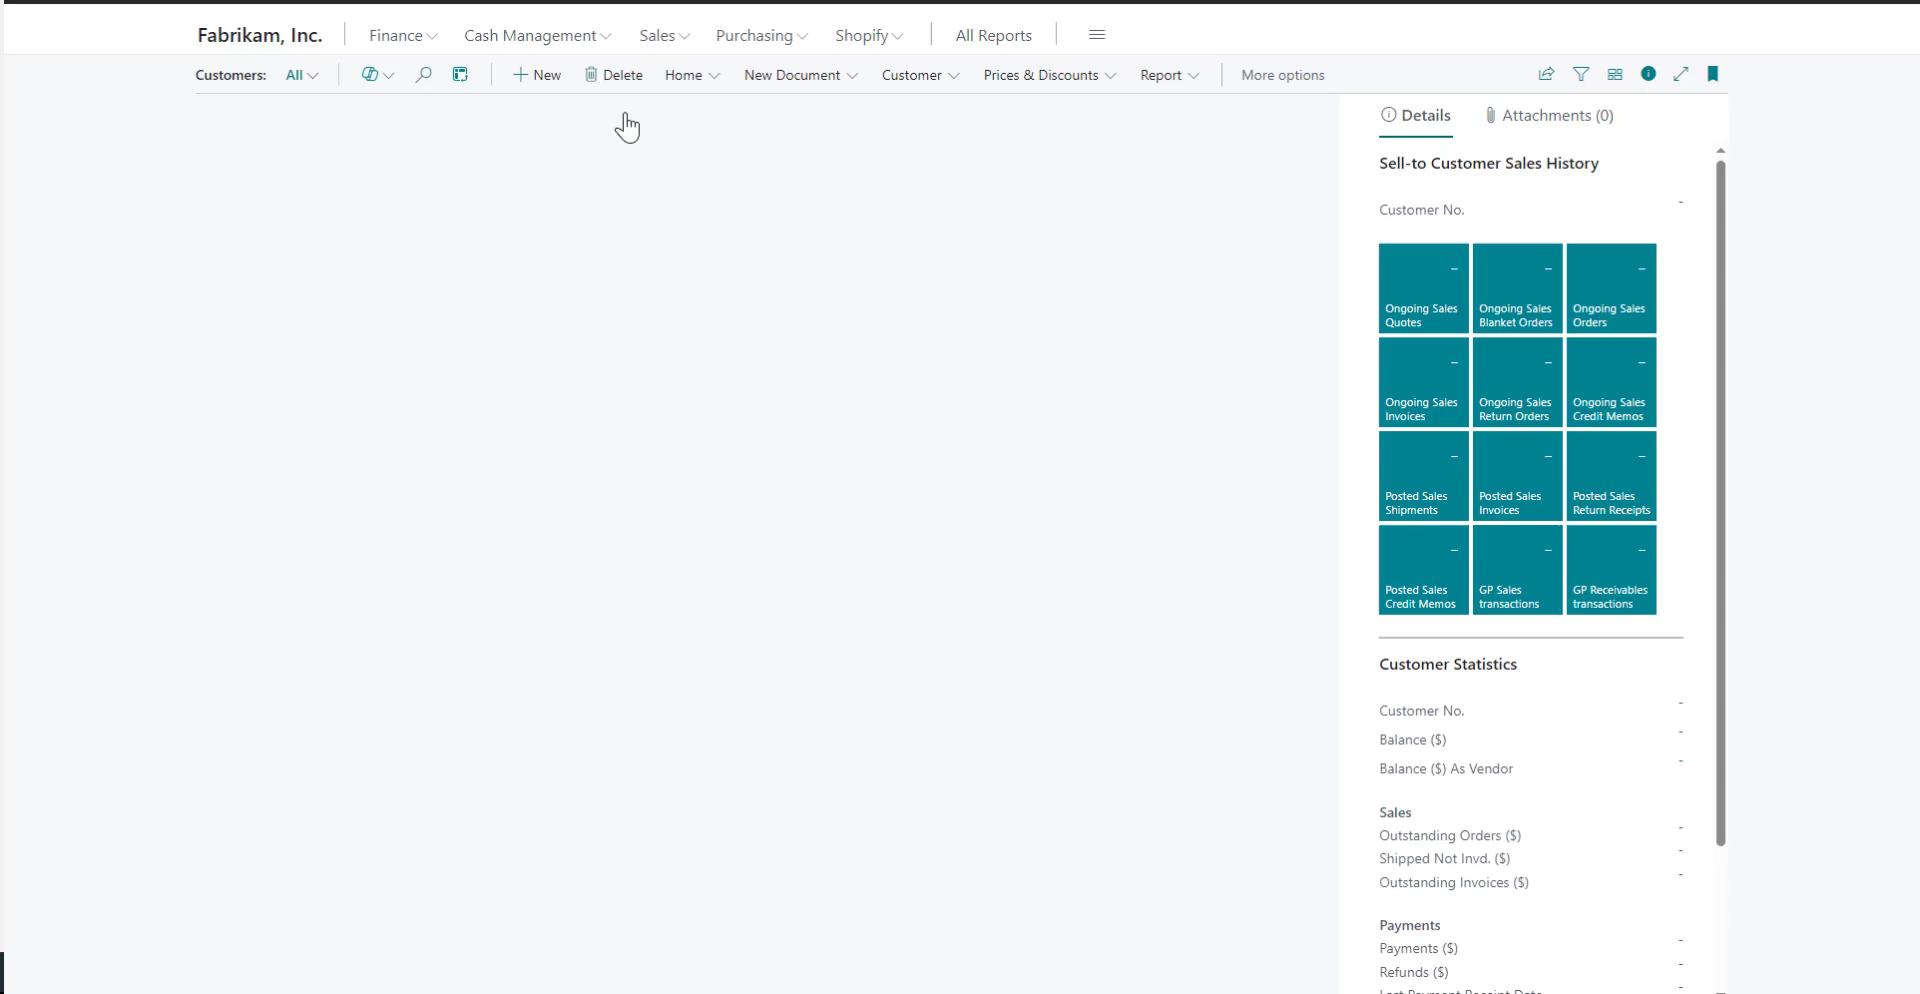 Fabrikam, Inc.
Finance
Cash Management
Sales
Purchasing
Shopify
All Reports
Customers:
All
New
Delete
Home
New Document
Customer
Prices & Discounts
Report
More options
Details
Attachments (0)
Sell-to Customer Sales History
Customer No.
-
–
Ongoing Sales
Quotes
–
Ongoing Sales
Blanket Orders
–
Ongoing Sales
Orders
–
Ongoing Sales
Invoices
–
Ongoing Sales
Return Orders
–
Ongoing Sales
Credit Memos
–
Posted Sales
Shipments
–
Posted Sales
Invoices
–
Posted Sales
Return Receipts
–
Posted Sales
Credit Memos
–
GP Sales
transactions
–
GP Receivables
transactions
Customer Statistics
Customer No. -
Balance ($) -
Balance ($) As Vendor -
Sales
Outstanding Orders ($) -
Shipped Not Invd. ($) -
Outstanding Invoices ($) -
Payments
Payments ($) -
Refunds ($) -
Last Payment Receipt Date -